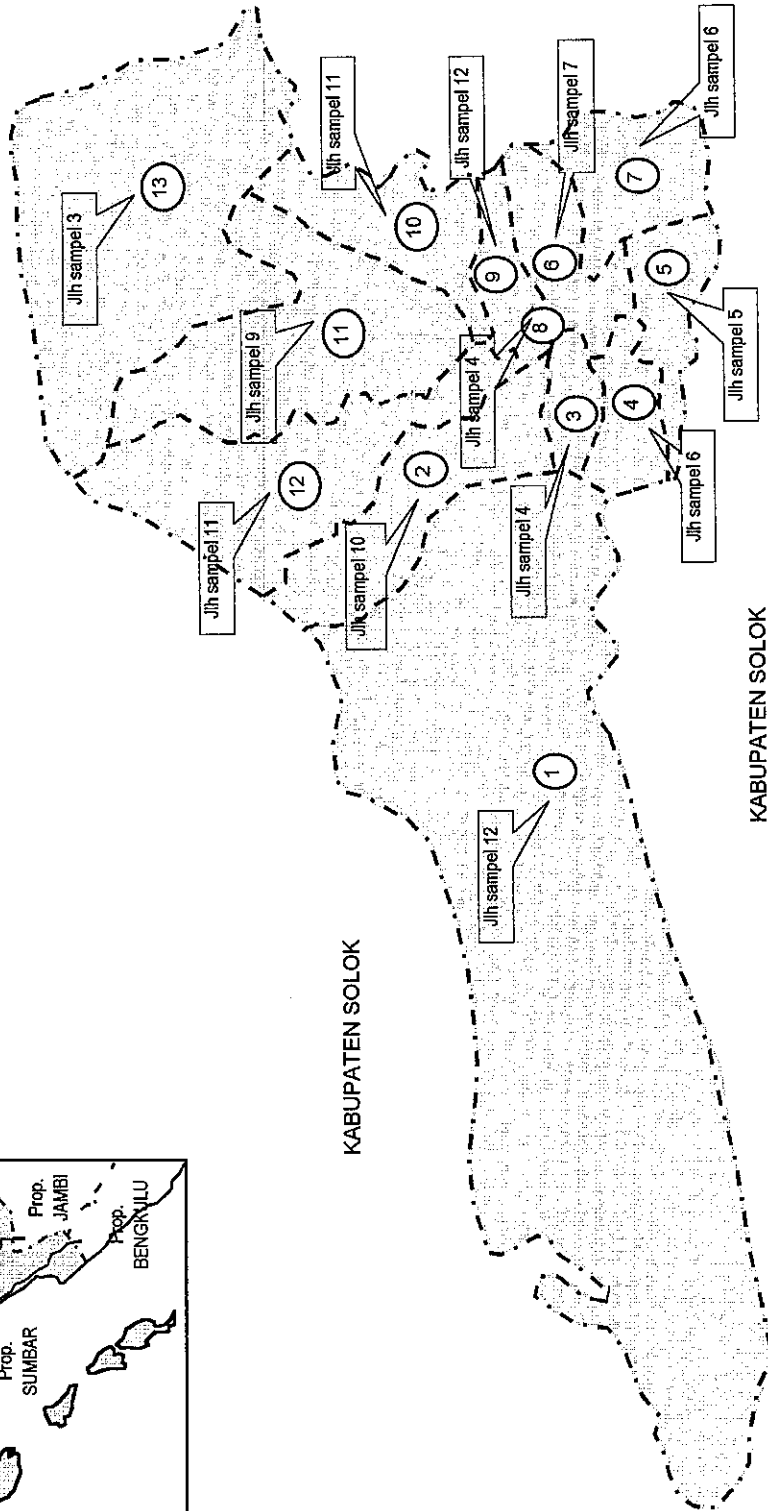 Prop.
SUMBAR
Prop.
JAMBI
Prop.
BENGKULU
KABUPATEN SOLOK
KABUPATEN SOLOK
Jlh sampel 3
13
Jlh sampel 11
10
Jlh sampel 9
11
Jlh sampel 12
9
Jlh sampel 7
6
Jlh sampel 6
7
Jlh sampel 11
12
Jlh sampel 4
8
Jlh sampel 10
2
Jlh sampel 4
3
Jlh sampel 5
5
Jlh sampel 6
4
Jlh sampel 12
1